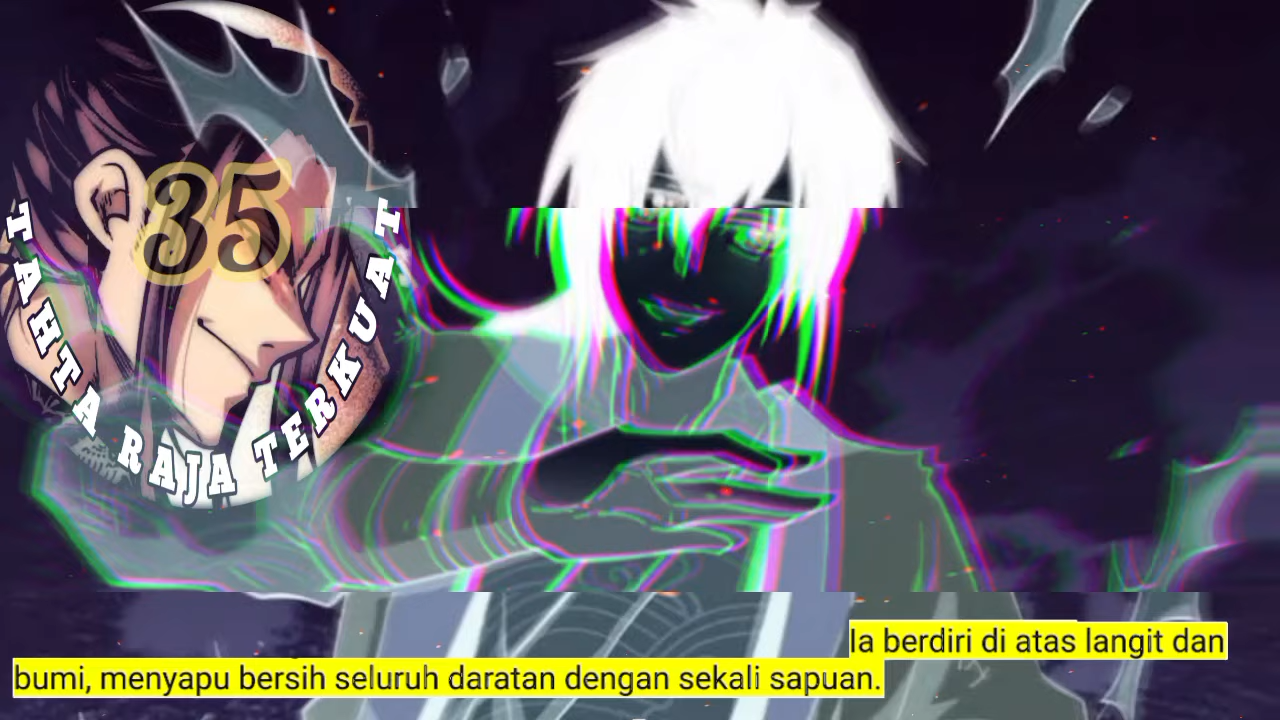 35
TAHTA RAJA TERKUAT
Ia berdiri di atas langit dan
bumi, menyapu bersih seluruh daratan dengan sekali sapuan.